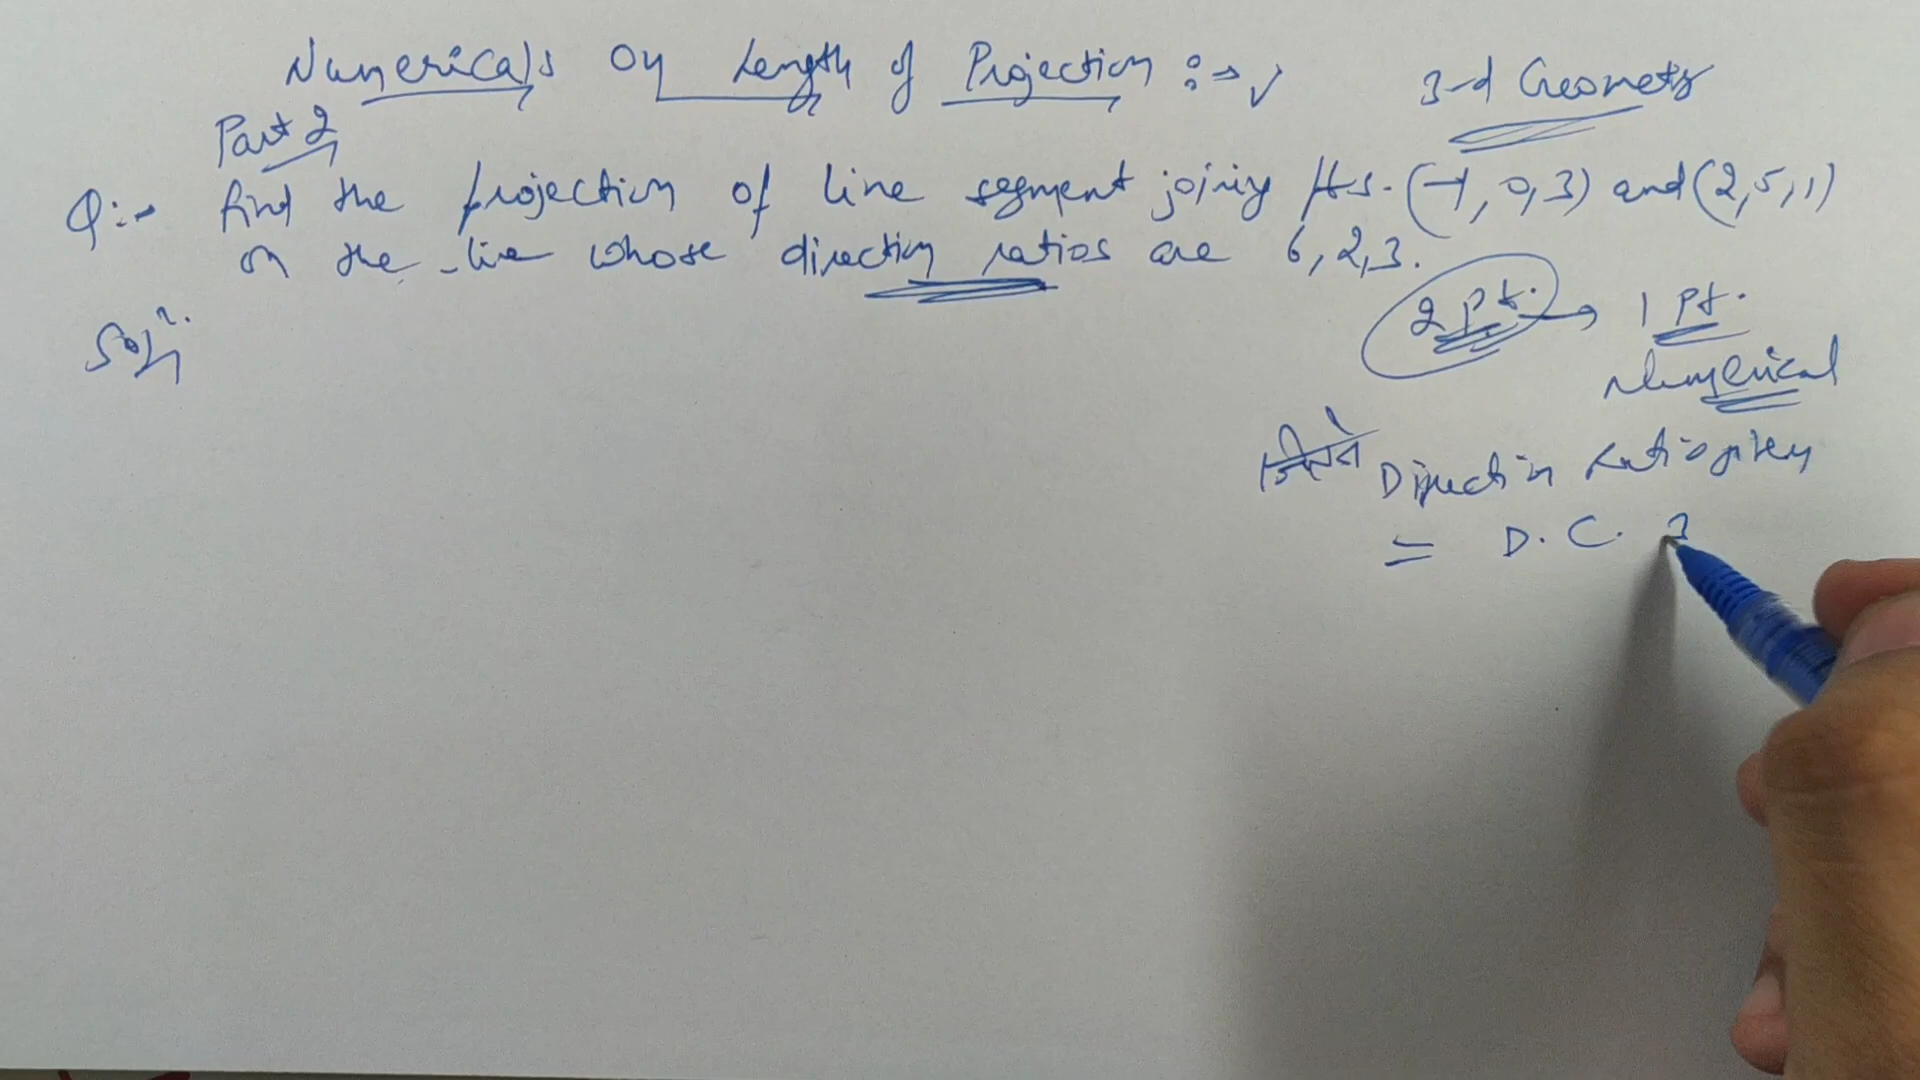 Numericals On Length of Projection :→ ✓
3-d Geometry
Part 2
Q:- find the projection of line segment joining pts. (-1, 0, 3) and (2, 5, 1)
on the line whose direction ratios are 6, 2, 3.
Solⁿ.
2 pt. → 1 pt.
Numerical
Direction Ratio given
= D. C.